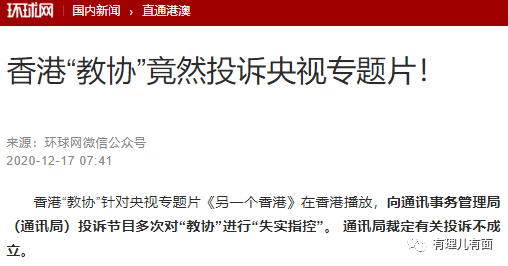 环球网 国内新闻 › 直通港澳
香港“教协”竟然投诉央视专题片！
来源：环球网微信公众号
2020-12-17 07:41
香港“教协”针对央视专题片《另一个香港》在香港播放，向通讯事务管理局
（通讯局）投诉节目多次对“教协”进行“失实指控”。 通讯局裁定有关投诉不成
立。
有理儿有面